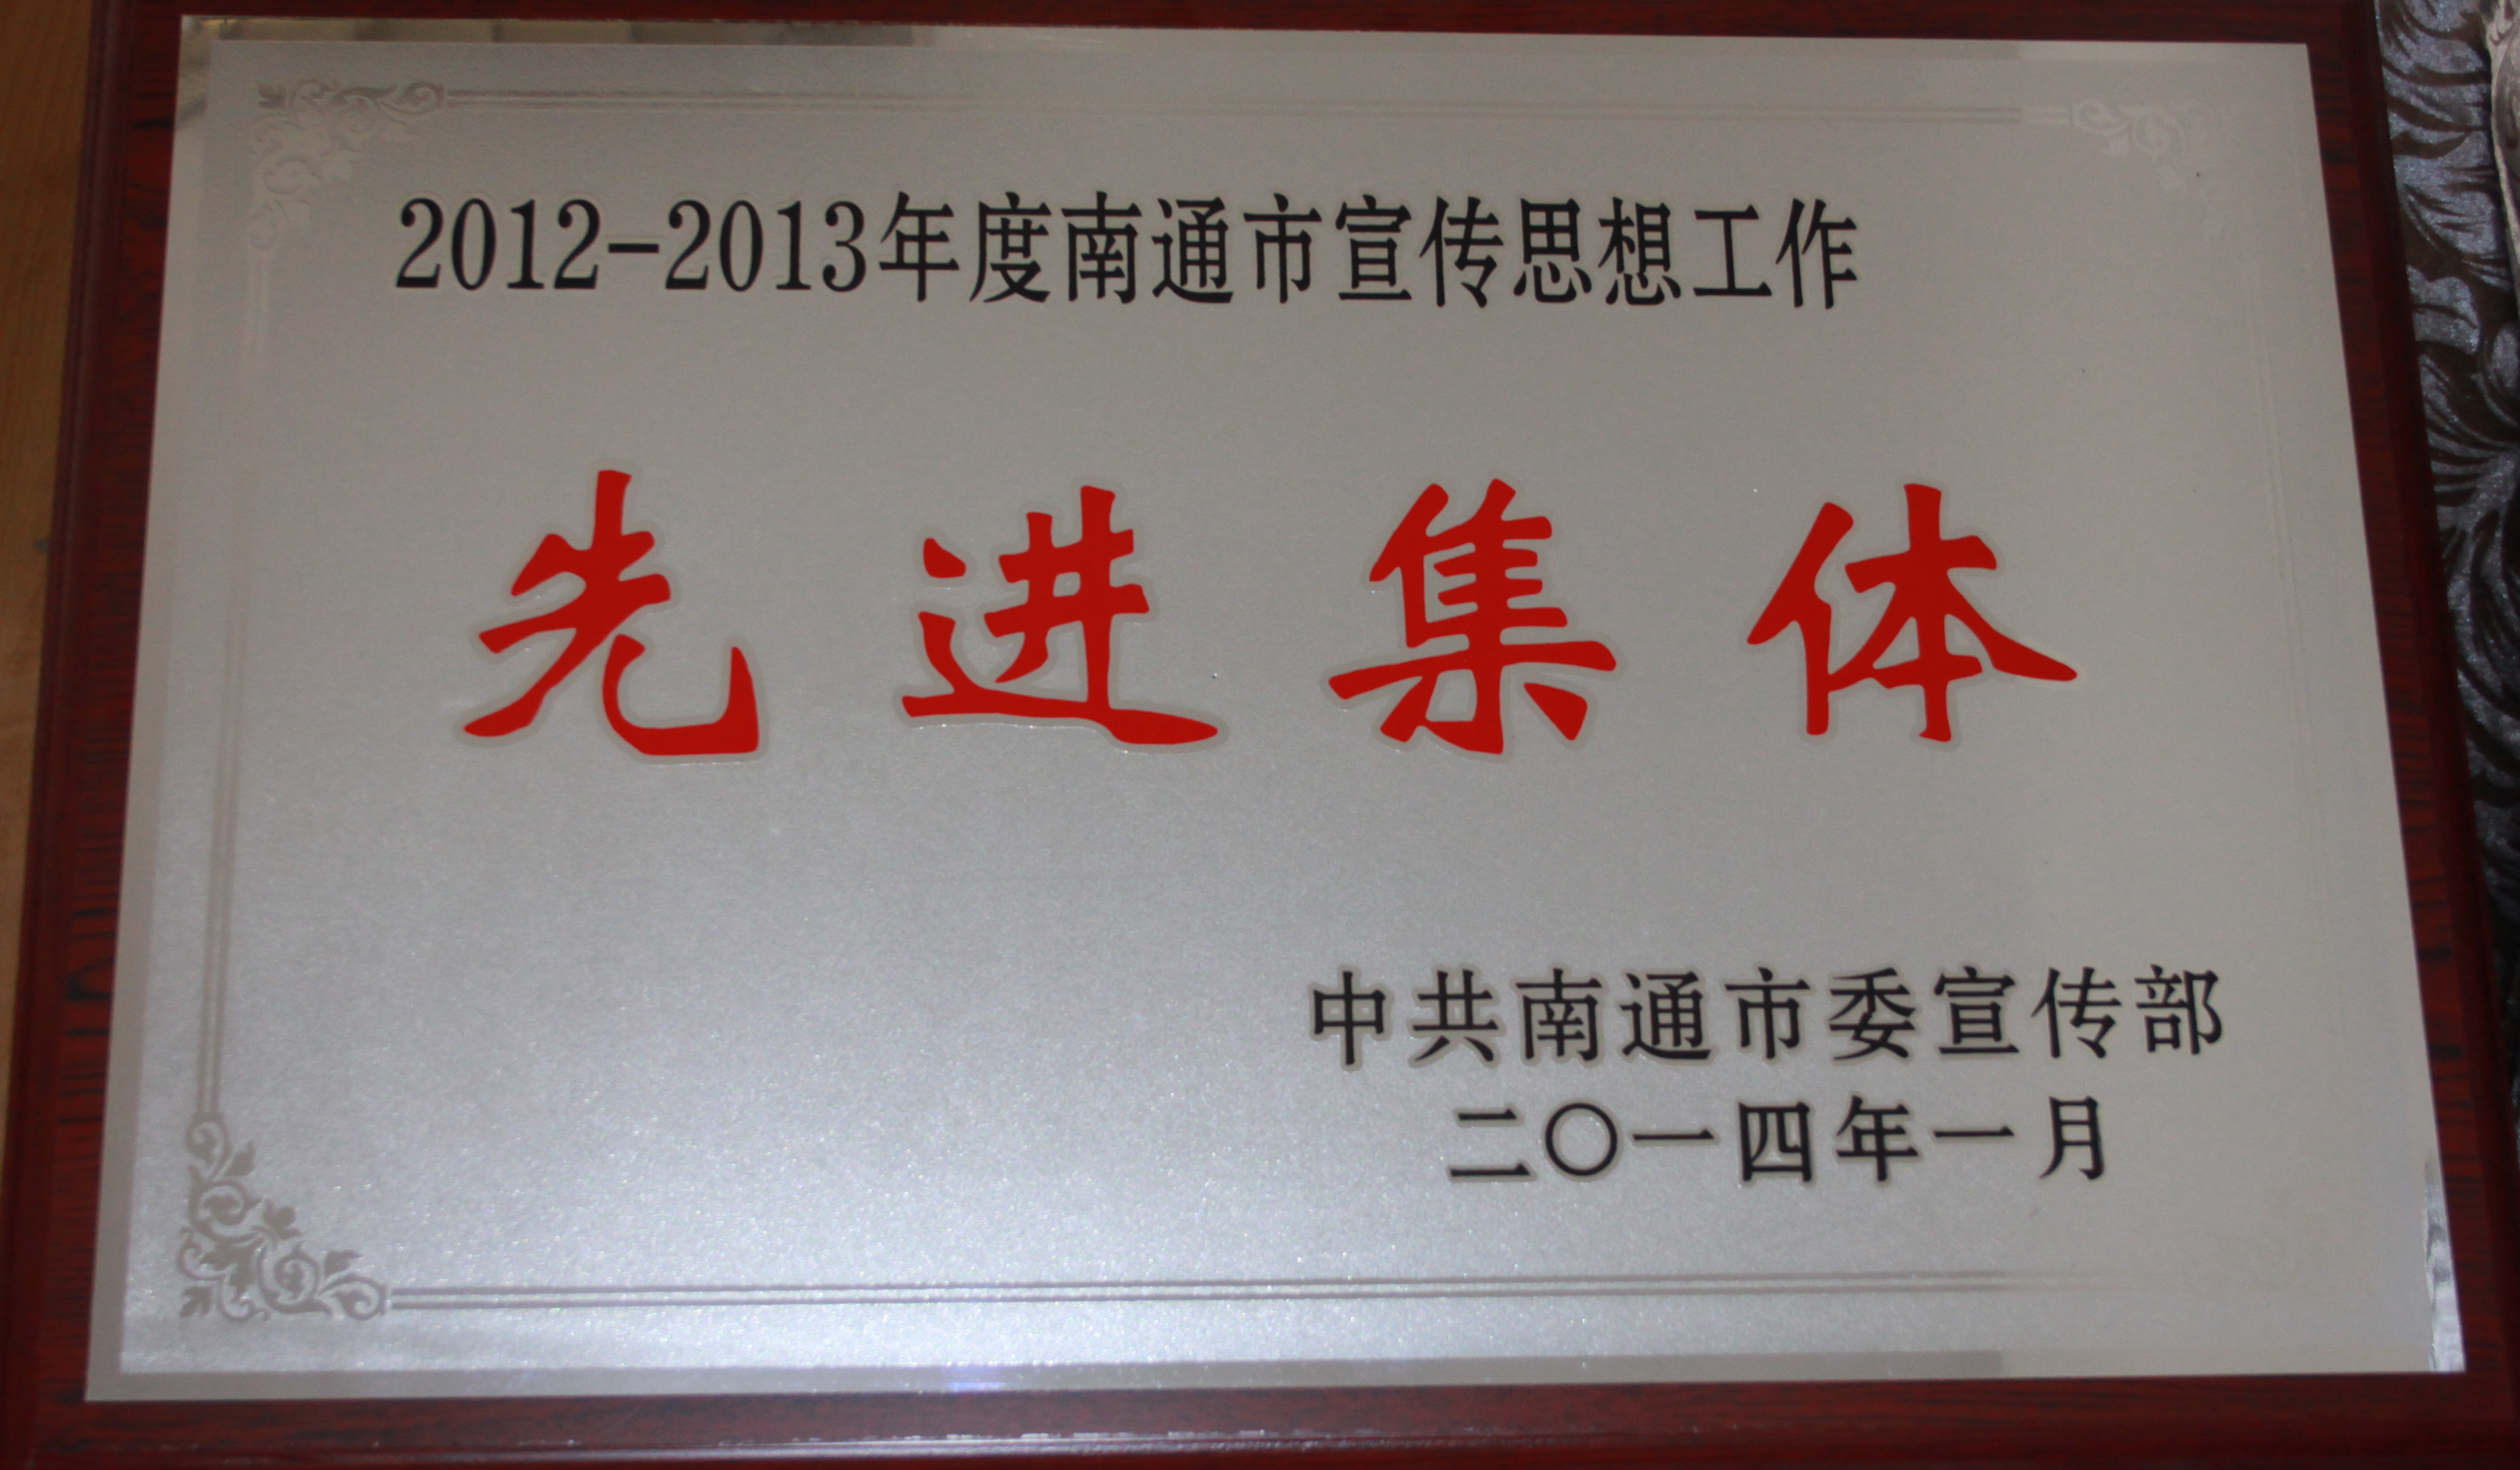 2012-2013年度南通市宣传思想工作
先进集体
中共南通市委宣传部
二〇一四年一月